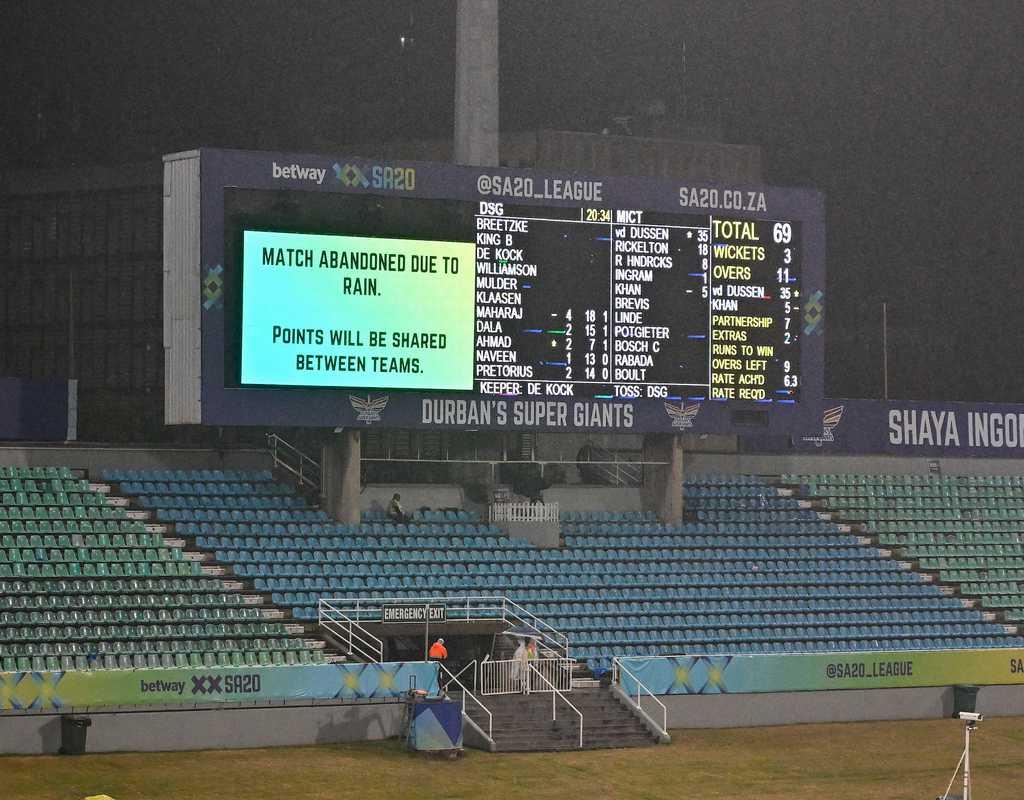 betway SA20
@SA20_LEAGUE
SA20.CO.ZA
MATCH ABANDONED DUE TO
RAIN.
POINTS WILL BE SHARED
BETWEEN TEAMS.
DSG 20:34
BREETZKE
KING B
DE KOCK
WILLIAMSON
MULDER
KLAASEN
MAHARAJ - 4 18 1
DALA 2 15 1
AHMAD * 2 7 1
NAVEEN 1 13 0
PRETORIUS 2 14 0
KEEPER: DE KOCK
MICT
vd DUSSEN * 35
RICKELTON 18
R HNDRCKS 8
INGRAM 1
KHAN - 5
BREVIS
LINDE
POTGIETER
BOSCH C
RABADA
BOULT
TOSS: DSG
TOTAL 69
WICKETS 3
OVERS 11
vd DUSSEN 35 *
KHAN 5 -
PARTNERSHIP 7
EXTRAS 2
RUNS TO WIN
OVERS LEFT 9
RATE ACH'D 6.3
RATE REQ'D
DURBAN'S SUPER GIANTS
SHAYA INGO
EMERGENCY EXIT
betway SA20
@SA20_LEAGUE
SA